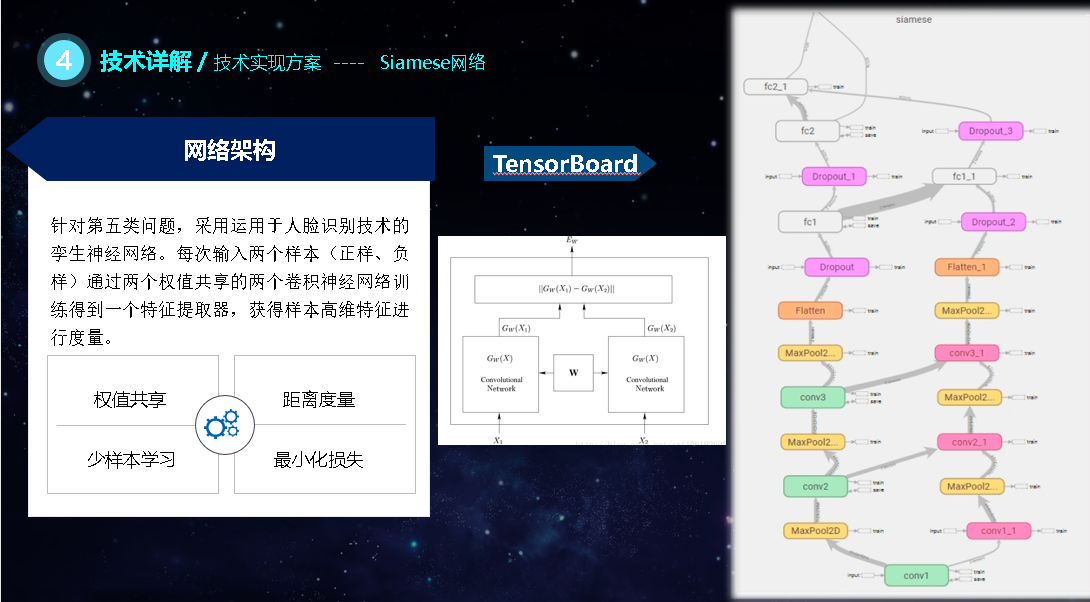 4
技术详解 / 技术实现方案 ---- Siamese网络
网络架构
针对第五类问题，采用运用于人脸识别技术的
孪生神经网络。每次输入两个样本（正样、负
样）通过两个权值共享的两个卷积神经网络训
练得到一个特征提取器，获得样本高维特征进
行度量。
权值共享
距离度量
少样本学习
最小化损失
TensorBoard
E_W
||G_W(X_1) − G_W(X_2)||
G_W(X_1)
G_W(X_2)
G_W(X)
Convolutional
Network
W
G_W(X)
Convolutional
Network
X_1
X_2
siamese
fc2_1
train
fc2
train
save
input
Dropout_3
train
input
Dropout_1
train
fc1_1
train
fc1
train
save
input
Dropout_2
train
input
Dropout
train
Flatten_1
train
Flatten
train
MaxPool2...
train
MaxPool2...
train
conv3_1
train
conv3
train
save
MaxPool2...
train
MaxPool2...
train
conv2_1
train
conv2
train
save
MaxPool2...
train
MaxPool2D
train
input
conv1_1
train
input
conv1
train
save